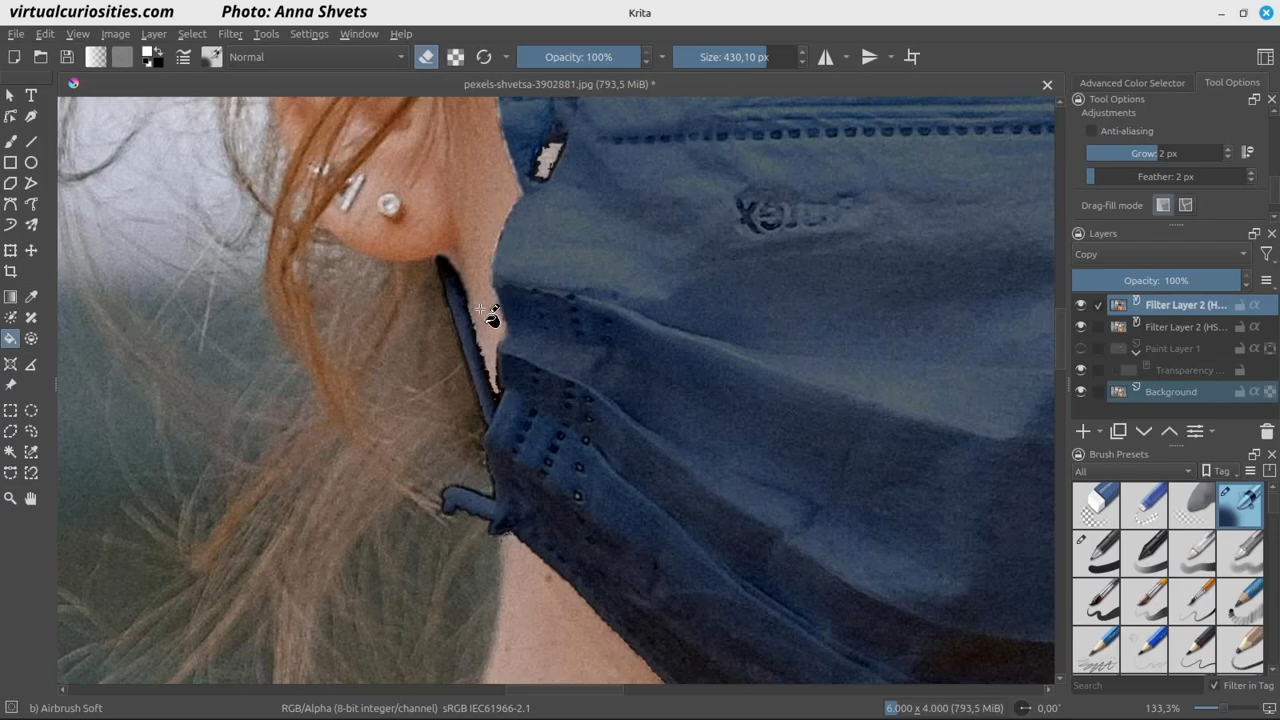 virtualcuriosities.com
Photo: Anna Shvets
Krita
File Edit View Image Layer Select Filter Tools Settings Window Help
Normal
Opacity: 100%
Size: 430,10 px
pexels-shvetsa-3902881.jpg (793,5 MiB) *
Advanced Color Selector
Tool Options
Tool Options
Adjustments
Anti-aliasing
Grow: 2 px
Feather: 2 px
Drag-fill mode
Layers
Copy
Opacity: 100%
Filter Layer 2 (H...
Filter Layer 2 (HS...
Paint Layer 1
Transparency ...
Background
Brush Presets
All
Tag
Search
Filter in Tag
b) Airbrush Soft
RGB/Alpha (8-bit integer/channel) sRGB IEC61966-2.1
6.000 x 4.000 (793,5 MiB)
0,00°
133,3%